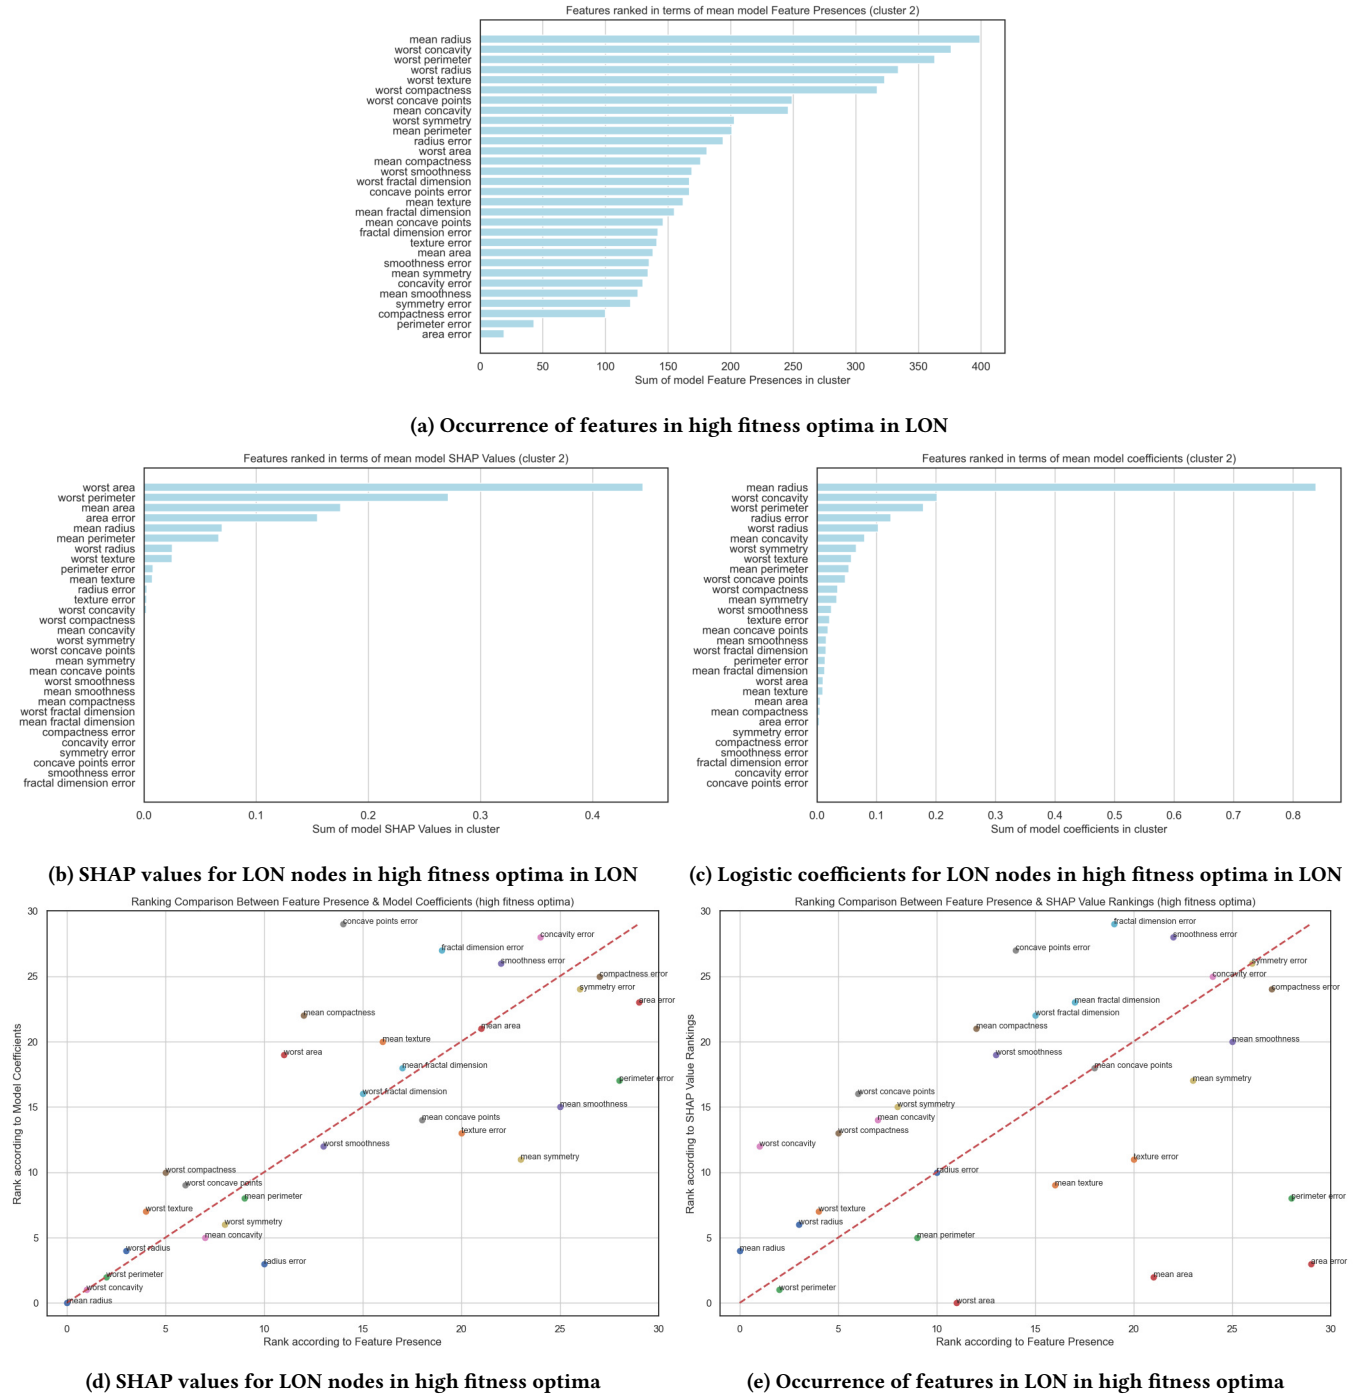 Features ranked in terms of mean model Feature Presences (cluster 2)
mean radius
worst concavity
worst perimeter
worst radius
worst texture
worst compactness
worst concave points
mean concavity
worst symmetry
mean perimeter
radius error
worst area
mean compactness
worst smoothness
worst fractal dimension
concave points error
mean texture
mean fractal dimension
mean concave points
fractal dimension error
texture error
mean area
smoothness error
mean symmetry
concavity error
mean smoothness
symmetry error
compactness error
perimeter error
area error
0 50 100 150 200 250 300 350 400
Sum of model Feature Presences in cluster
(a) Occurrence of features in high fitness optima in LON
Features ranked in terms of mean model SHAP Values (cluster 2)
worst area
worst perimeter
mean area
area error
mean radius
mean perimeter
worst radius
worst texture
perimeter error
mean texture
radius error
texture error
worst concavity
worst compactness
mean concavity
worst symmetry
worst concave points
mean symmetry
mean concave points
worst smoothness
mean smoothness
mean compactness
worst fractal dimension
mean fractal dimension
compactness error
concavity error
symmetry error
concave points error
smoothness error
fractal dimension error
0.0 0.1 0.2 0.3 0.4
Sum of model SHAP Values in cluster
(b) SHAP values for LON nodes in high fitness optima in LON
Features ranked in terms of mean model coefficients (cluster 2)
mean radius
worst concavity
worst perimeter
radius error
worst radius
mean concavity
worst symmetry
worst texture
mean perimeter
worst concave points
worst compactness
mean symmetry
worst smoothness
texture error
mean concave points
mean smoothness
worst fractal dimension
perimeter error
mean fractal dimension
worst area
mean texture
mean area
mean compactness
area error
symmetry error
compactness error
smoothness error
fractal dimension error
concavity error
concave points error
0.0 0.1 0.2 0.3 0.4 0.5 0.6 0.7 0.8
Sum of model coefficients in cluster
(c) Logistic coefficients for LON nodes in high fitness optima in LON
Ranking Comparison Between Feature Presence & Model Coefficients (high fitness optima)
Rank according to Model Coefficients
30
25
20
15
10
5
0
concave points error
concavity error
fractal dimension error
smoothness error
compactness error
symmetry error
area error
mean compactness
mean area
mean texture
worst area
mean fractal dimension
perimeter error
worst fractal dimension
mean smoothness
mean concave points
texture error
worst smoothness
mean symmetry
worst compactness
worst concave points
mean perimeter
worst texture
worst symmetry
mean concavity
worst radius
radius error
worst perimeter
worst concavity
mean radius
0 5 10 15 20 25 30
Rank according to Feature Presence
(d) SHAP values for LON nodes in high fitness optima
Ranking Comparison Between Feature Presence & SHAP Value Rankings (high fitness optima)
Rank according to SHAP Value Rankings
30
25
20
15
10
5
0
fractal dimension error
smoothness error
concave points error
symmetry error
concavity error
compactness error
mean fractal dimension
worst fractal dimension
mean compactness
mean smoothness
worst smoothness
mean concave points
mean symmetry
worst concave points
worst symmetry
mean concavity
worst compactness
worst concavity
texture error
radius error
mean texture
perimeter error
worst texture
worst radius
mean perimeter
mean radius
area error
mean area
worst perimeter
worst area
0 5 10 15 20 25 30
Rank according to Feature Presence
(e) Occurrence of features in LON in high fitness optima